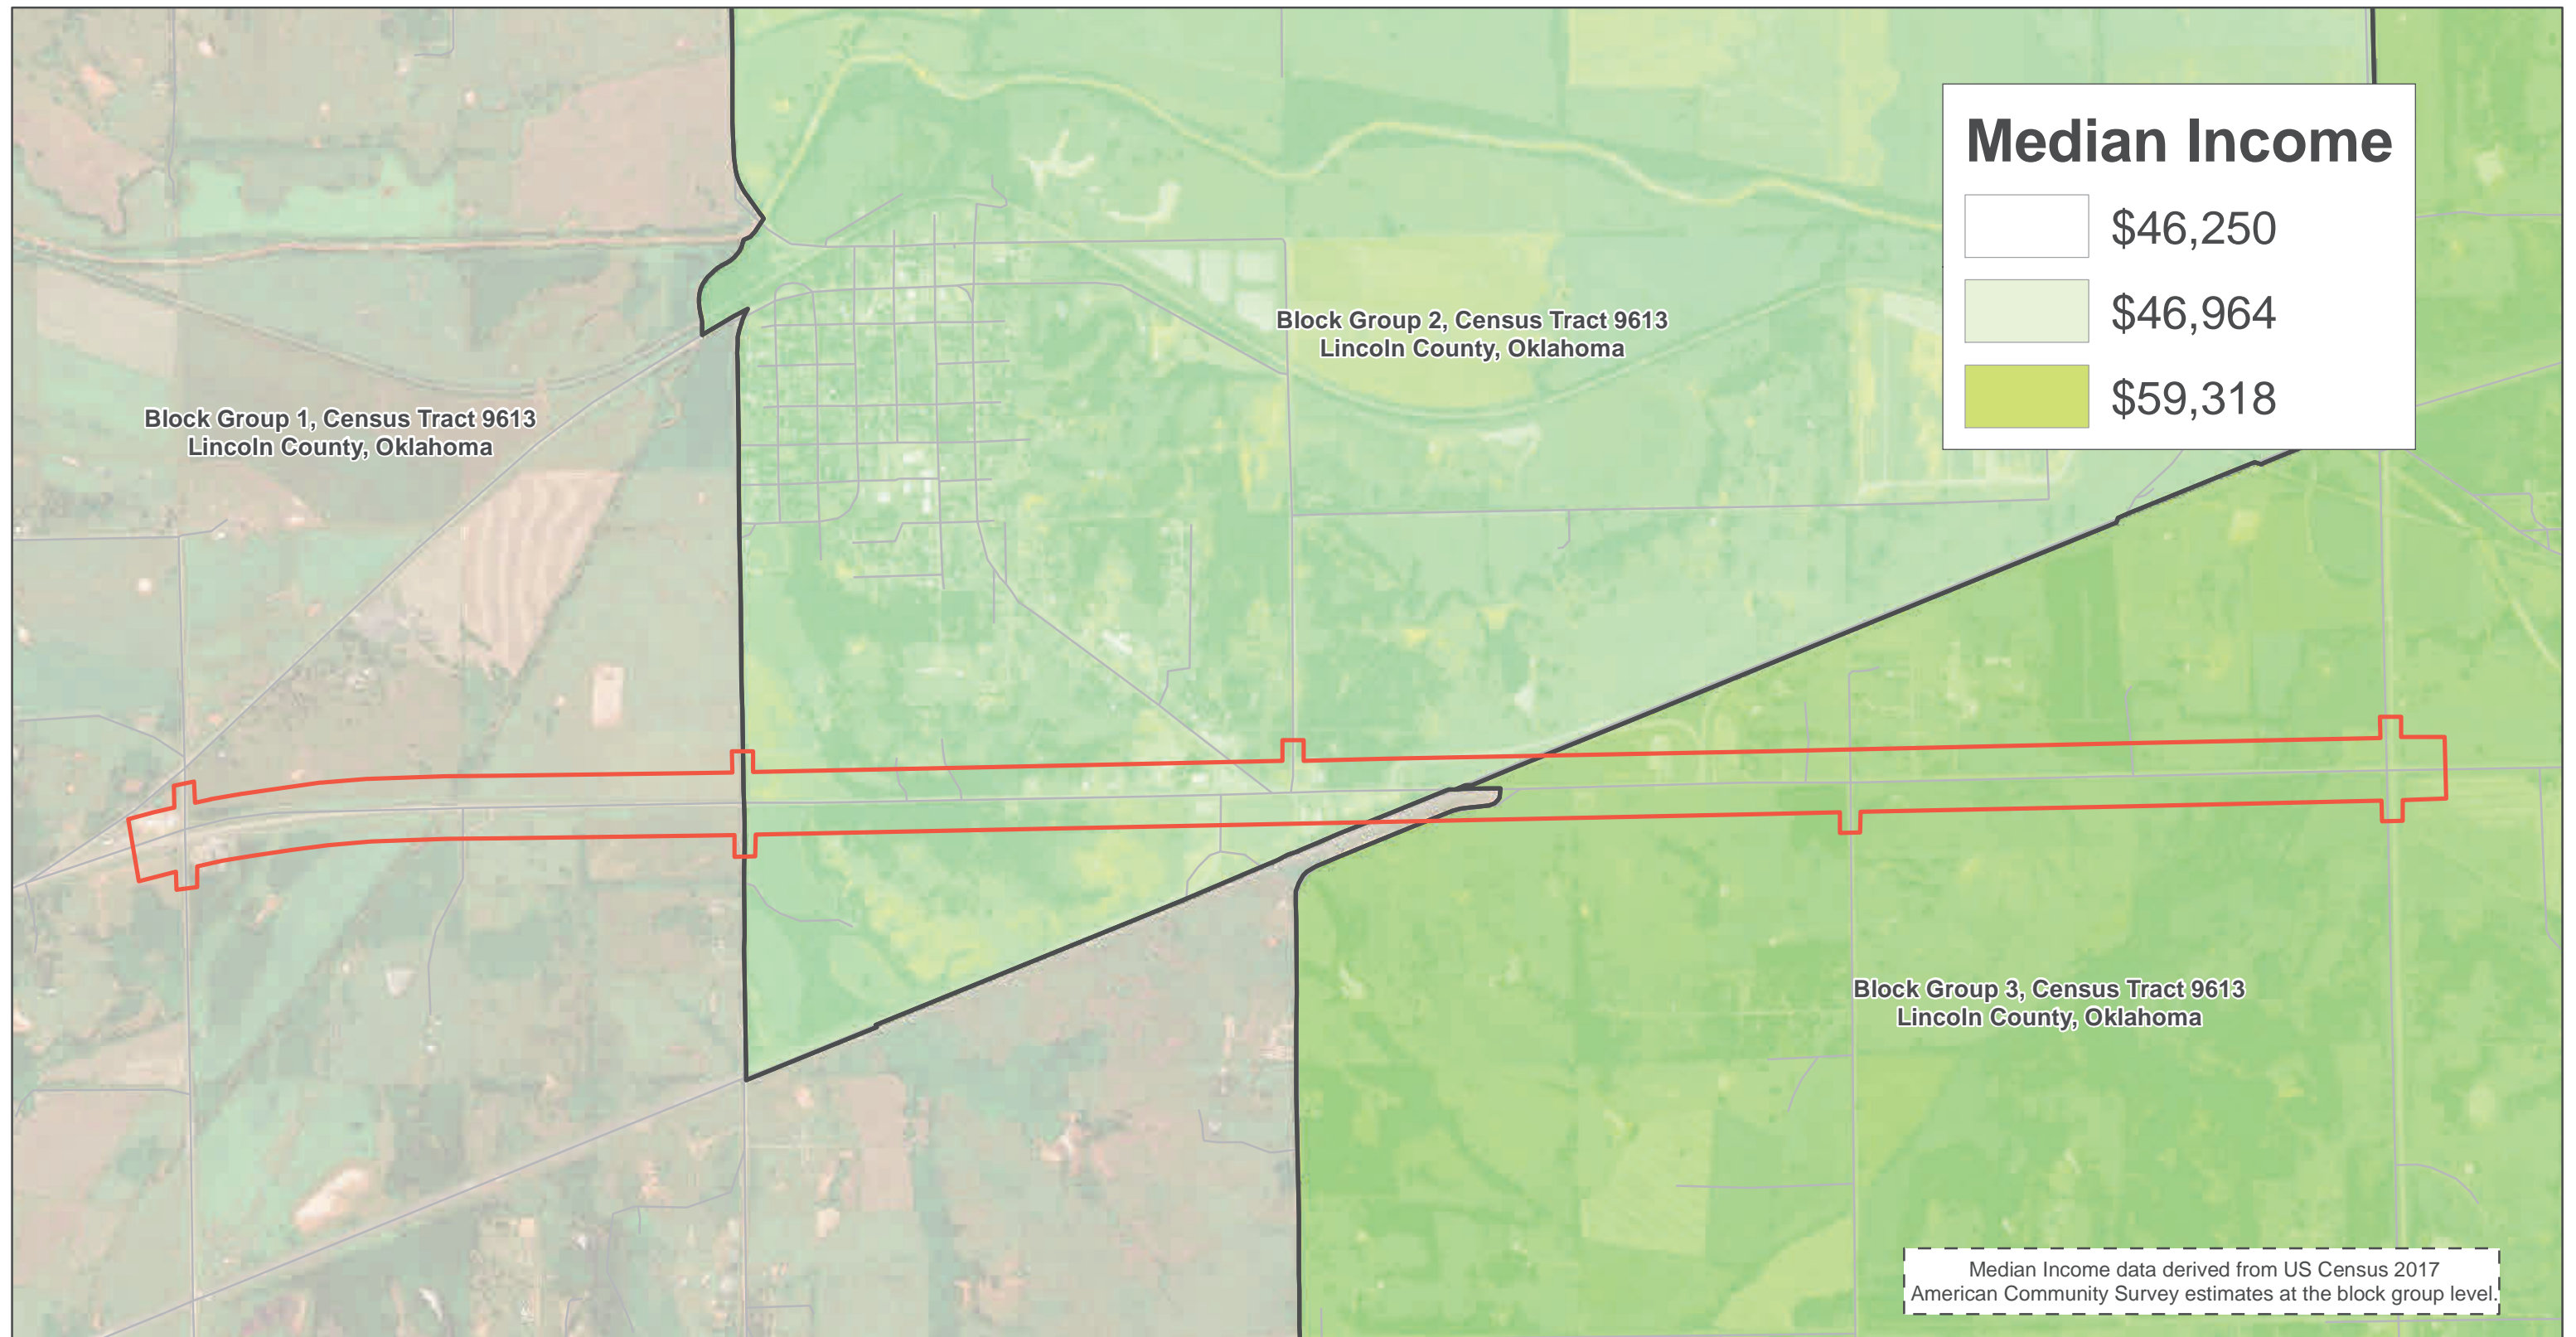 Median Income
$46,250
$46,964
$59,318
Block Group 2, Census Tract 9613
Lincoln County, Oklahoma
Block Group 1, Census Tract 9613
Lincoln County, Oklahoma
Block Group 3, Census Tract 9613
Lincoln County, Oklahoma
Median Income data derived from US Census 2017
American Community Survey estimates at the block group level.